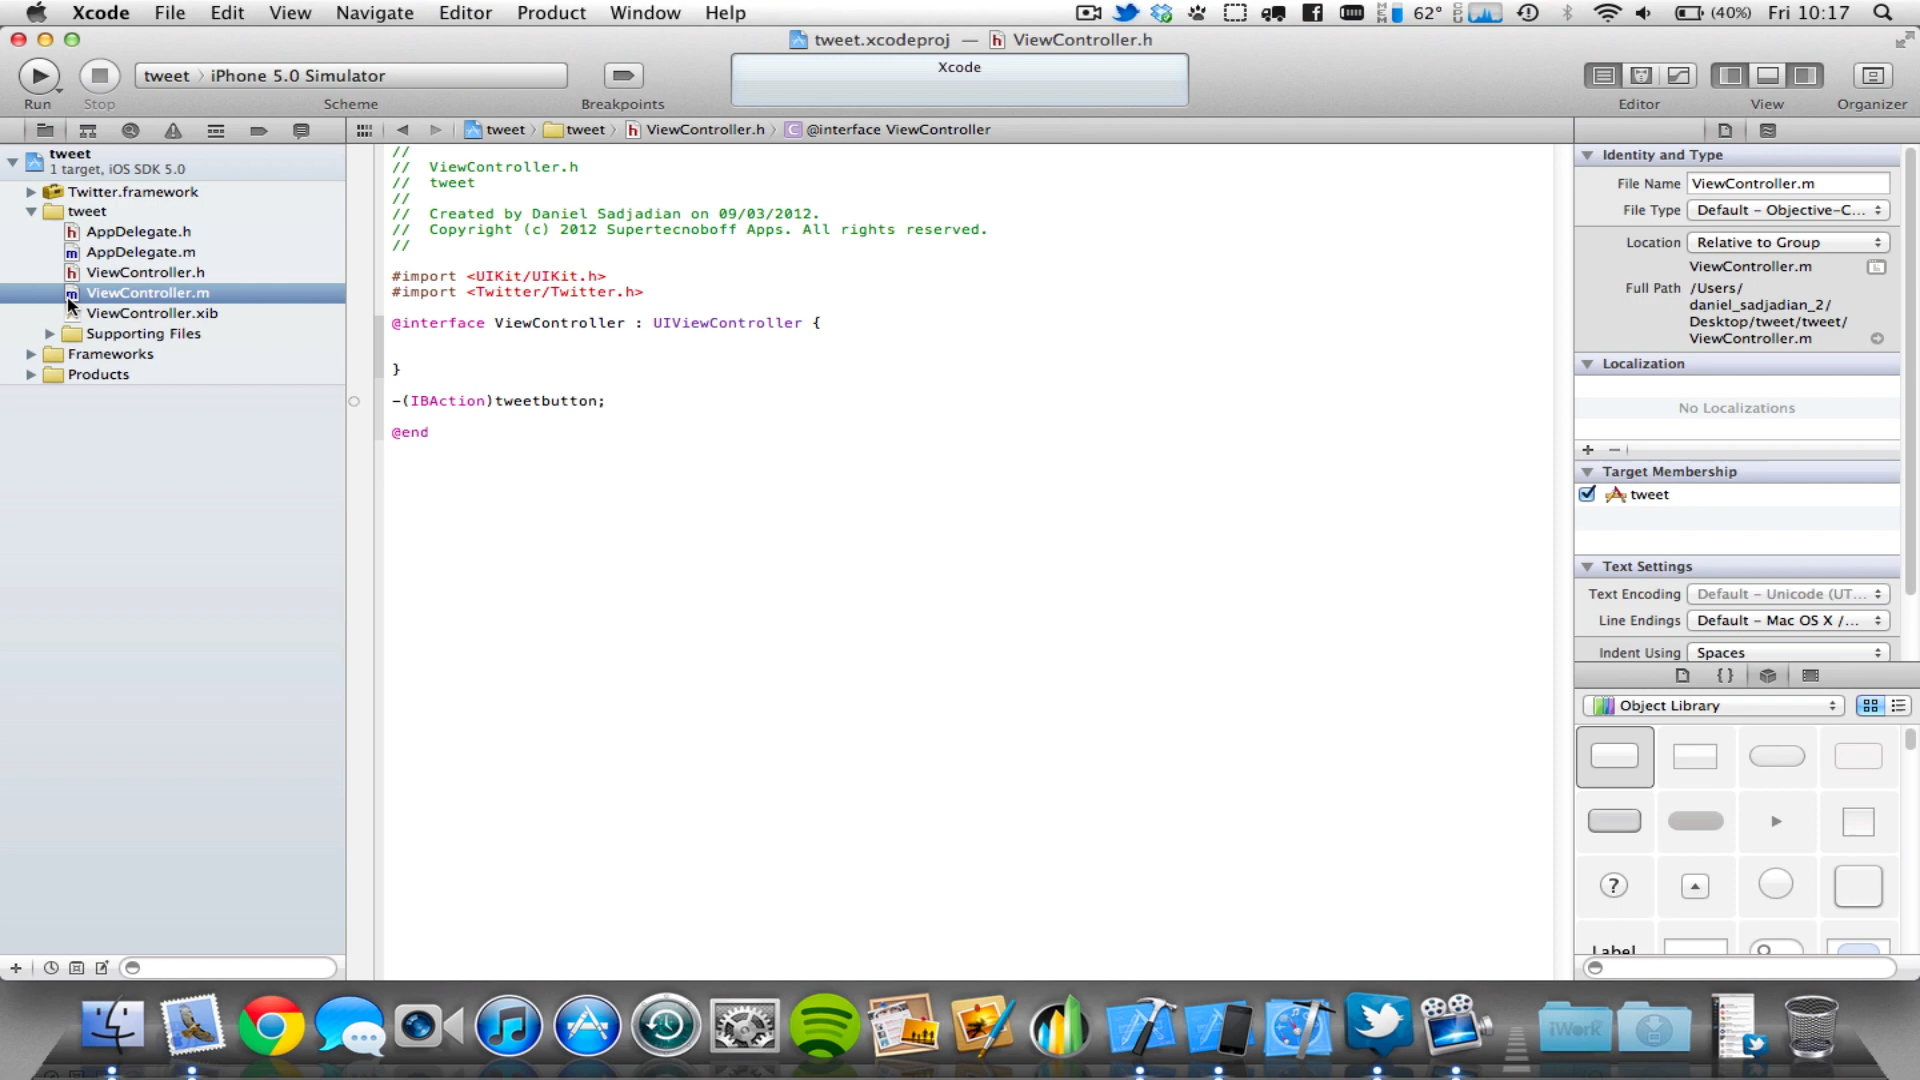 Xcode File Edit View Navigate Editor Product Window Help 62° (40%) Fri 10:17
tweet.xcodeproj — ViewController.h
tweet › iPhone 5.0 Simulator
Xcode
Run Stop Scheme Breakpoints Editor View Organizer
tweet › tweet › ViewController.h › @interface ViewController
tweet
1 target, iOS SDK 5.0
Twitter.framework
tweet
AppDelegate.h
AppDelegate.m
ViewController.h
ViewController.m
ViewController.xib
Supporting Files
Frameworks
Products
//
// ViewController.h
// tweet
//
// Created by Daniel Sadjadian on 09/03/2012.
// Copyright (c) 2012 Supertecnoboff Apps. All rights reserved.
//
#import <UIKit/UIKit.h>
#import <Twitter/Twitter.h>
@interface ViewController : UIViewController {
}
-(IBAction)tweetbutton;
@end
Identity and Type
File Name ViewController.m
File Type Default - Objective-C...
Location Relative to Group
ViewController.m
Full Path /Users/
daniel_sadjadian_2/
Desktop/tweet/tweet/
ViewController.m
Localization
No Localizations
Target Membership
tweet
Text Settings
Text Encoding Default - Unicode (UT...
Line Endings Default - Mac OS X /...
Indent Using Spaces
{ }
Object Library
?
Label
iWork